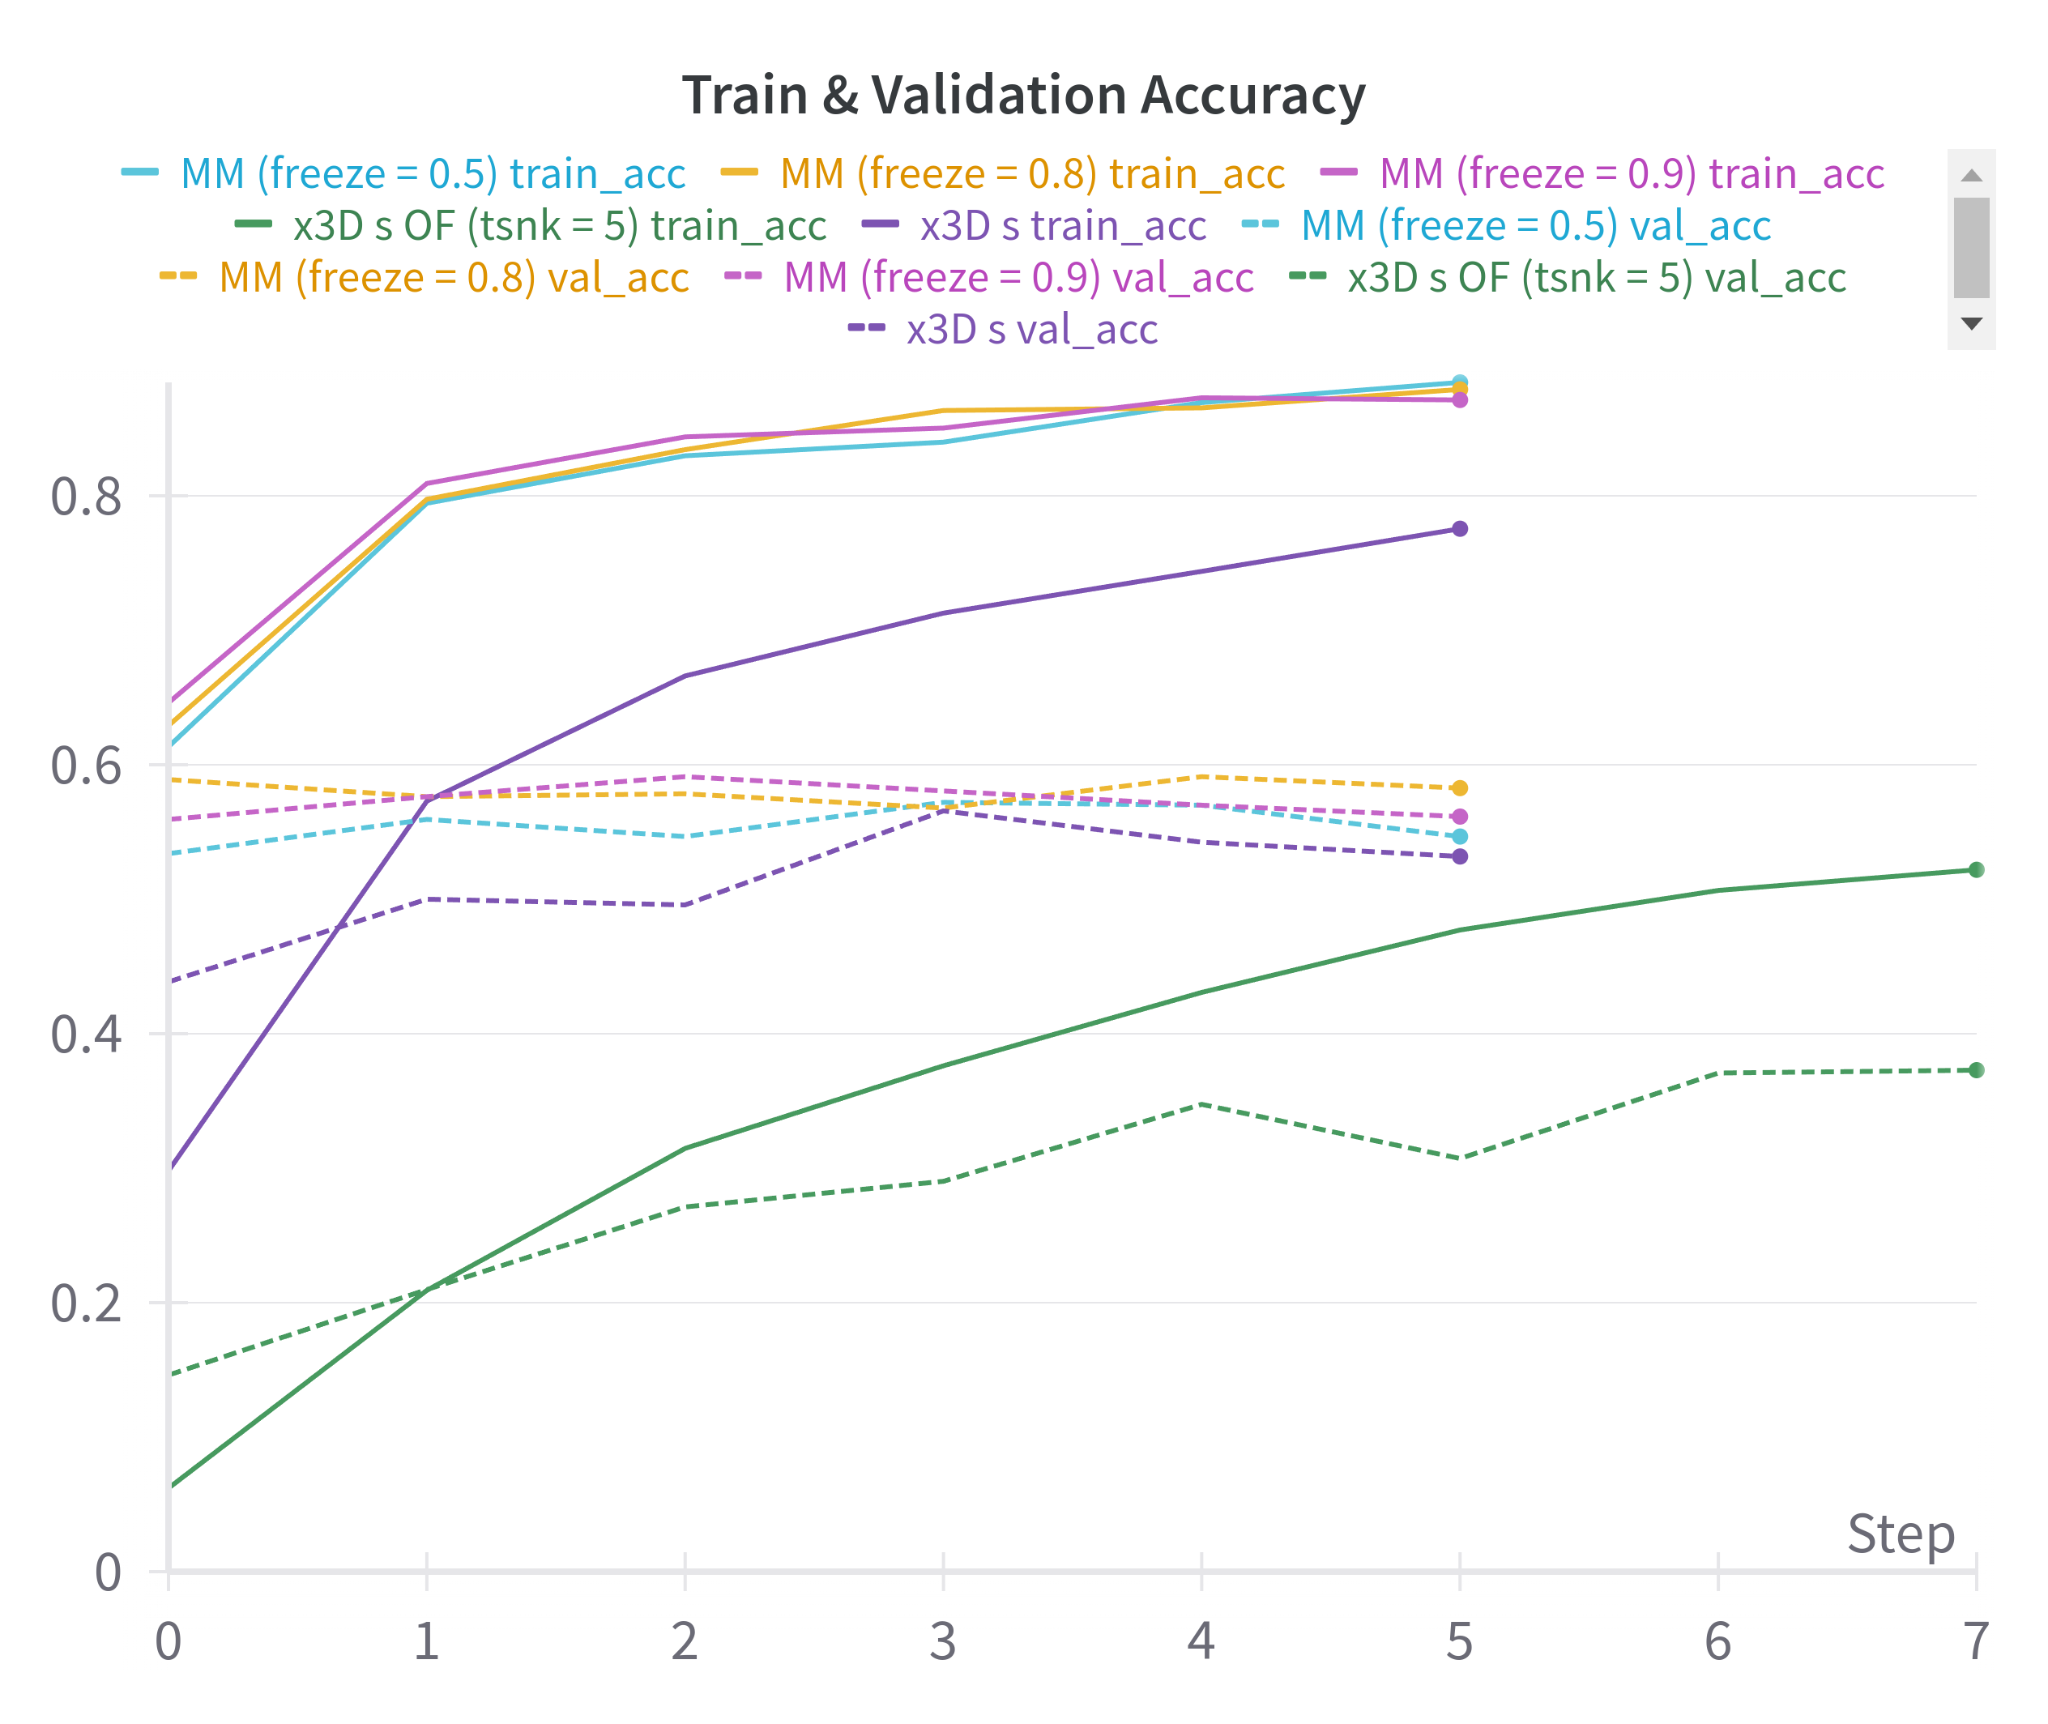 Train & Validation Accuracy
MM (freeze = 0.5) train_acc MM (freeze = 0.8) train_acc MM (freeze = 0.9) train_acc
x3D s OF (tsnk = 5) train_acc x3D s train_acc MM (freeze = 0.5) val_acc
MM (freeze = 0.8) val_acc MM (freeze = 0.9) val_acc x3D s OF (tsnk = 5) val_acc
x3D s val_acc
0.8
0.6
0.4
0.2
0
Step
0 1 2 3 4 5 6 7